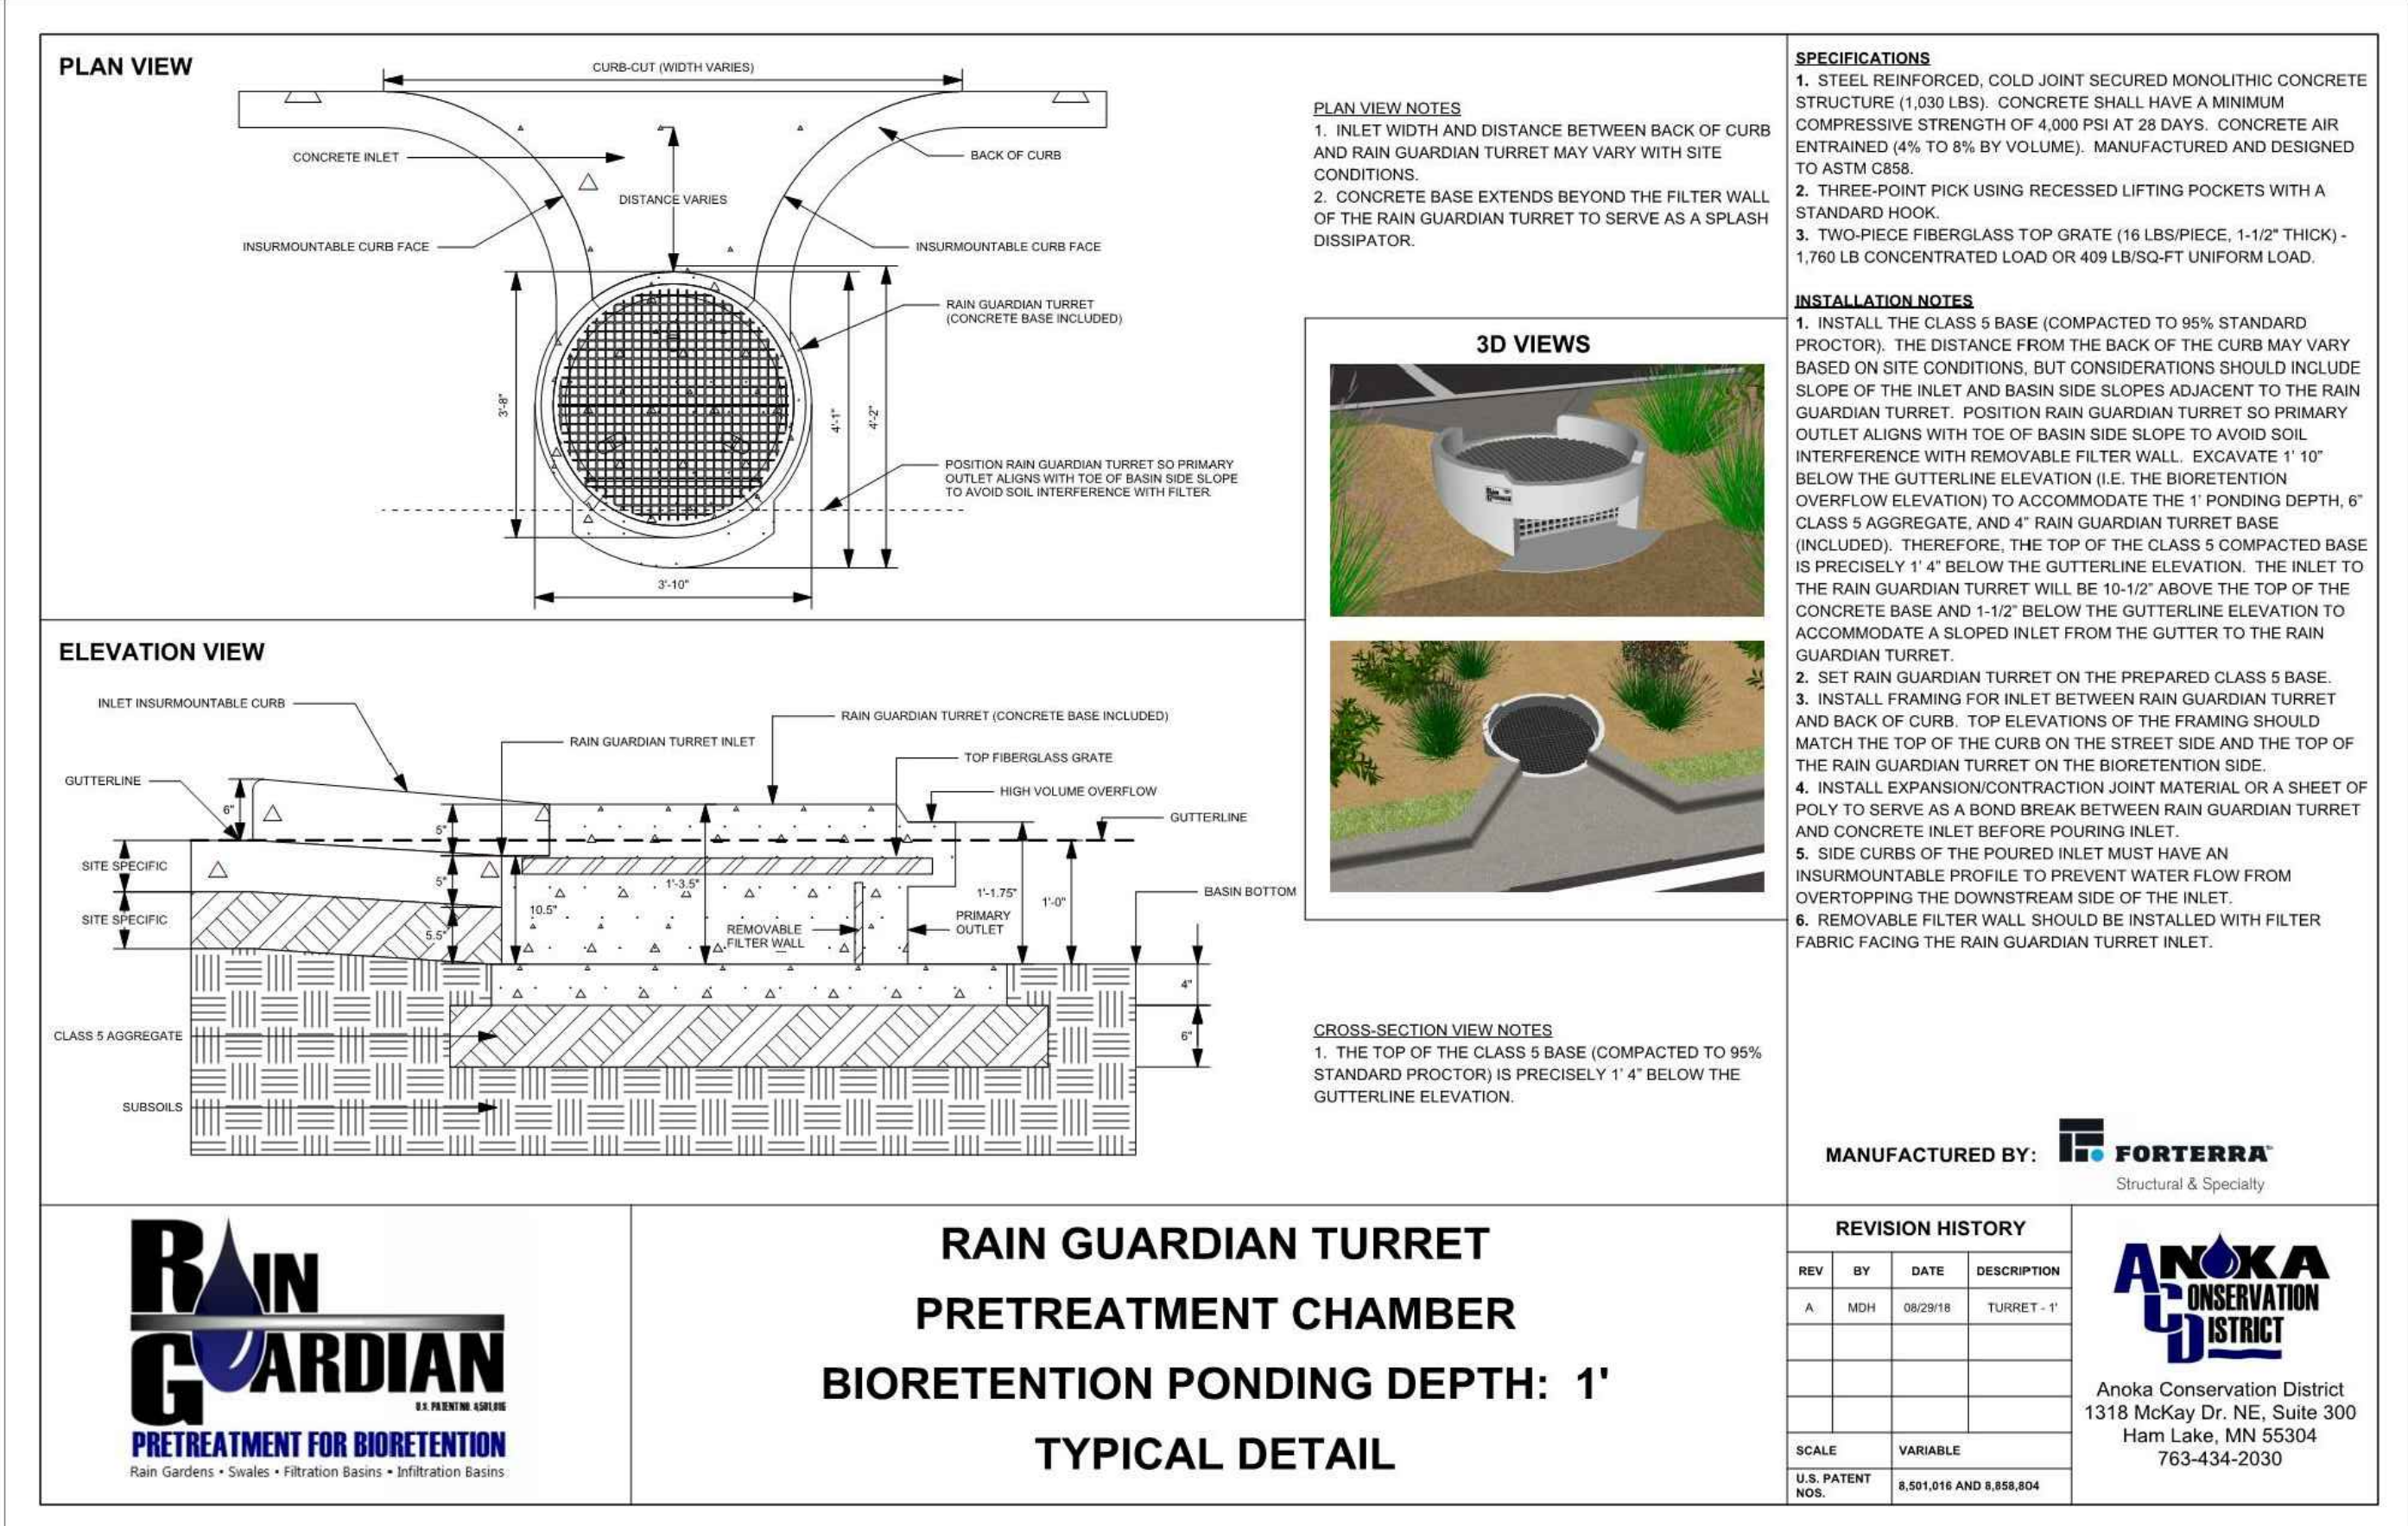 PLAN VIEW
CURB-CUT (WIDTH VARIES)
CONCRETE INLET
BACK OF CURB
DISTANCE VARIES
INSURMOUNTABLE CURB FACE
INSURMOUNTABLE CURB FACE
RAIN GUARDIAN TURRET
(CONCRETE BASE INCLUDED)
3'-8"
4'-1"
4'-2"
POSITION RAIN GUARDIAN TURRET SO PRIMARY
OUTLET ALIGNS WITH TOE OF BASIN SIDE SLOPE
TO AVOID SOIL INTERFERENCE WITH FILTER.
3'-10"
PLAN VIEW NOTES
1. INLET WIDTH AND DISTANCE BETWEEN BACK OF CURB
AND RAIN GUARDIAN TURRET MAY VARY WITH SITE
CONDITIONS.
2. CONCRETE BASE EXTENDS BEYOND THE FILTER WALL
OF THE RAIN GUARDIAN TURRET TO SERVE AS A SPLASH
DISSIPATOR.
3D VIEWS
ELEVATION VIEW
INLET INSURMOUNTABLE CURB
RAIN GUARDIAN TURRET (CONCRETE BASE INCLUDED)
RAIN GUARDIAN TURRET INLET
TOP FIBERGLASS GRATE
GUTTERLINE
HIGH VOLUME OVERFLOW
6"
GUTTERLINE
5"
SITE SPECIFIC
5"
1'-3.5"
1'-1.75"
1'-0"
BASIN BOTTOM
10.5"
SITE SPECIFIC
5.5"
REMOVABLE
FILTER WALL
PRIMARY
OUTLET
4"
CLASS 5 AGGREGATE
6"
SUBSOILS
CROSS-SECTION VIEW NOTES
1. THE TOP OF THE CLASS 5 BASE (COMPACTED TO 95%
STANDARD PROCTOR) IS PRECISELY 1' 4" BELOW THE
GUTTERLINE ELEVATION.
SPECIFICATIONS
1. STEEL REINFORCED, COLD JOINT SECURED MONOLITHIC CONCRETE
STRUCTURE (1,030 LBS). CONCRETE SHALL HAVE A MINIMUM
COMPRESSIVE STRENGTH OF 4,000 PSI AT 28 DAYS. CONCRETE AIR
ENTRAINED (4% TO 8% BY VOLUME). MANUFACTURED AND DESIGNED
TO ASTM C858.
2. THREE-POINT PICK USING RECESSED LIFTING POCKETS WITH A
STANDARD HOOK.
3. TWO-PIECE FIBERGLASS TOP GRATE (16 LBS/PIECE, 1-1/2" THICK) -
1,760 LB CONCENTRATED LOAD OR 409 LB/SQ-FT UNIFORM LOAD.
INSTALLATION NOTES
1. INSTALL THE CLASS 5 BASE (COMPACTED TO 95% STANDARD
PROCTOR). THE DISTANCE FROM THE BACK OF THE CURB MAY VARY
BASED ON SITE CONDITIONS, BUT CONSIDERATIONS SHOULD INCLUDE
SLOPE OF THE INLET AND BASIN SIDE SLOPES ADJACENT TO THE RAIN
GUARDIAN TURRET. POSITION RAIN GUARDIAN TURRET SO PRIMARY
OUTLET ALIGNS WITH TOE OF BASIN SIDE SLOPE TO AVOID SOIL
INTERFERENCE WITH REMOVABLE FILTER WALL. EXCAVATE 1' 10"
BELOW THE GUTTERLINE ELEVATION (I.E. THE BIORETENTION
OVERFLOW ELEVATION) TO ACCOMMODATE THE 1' PONDING DEPTH, 6"
CLASS 5 AGGREGATE, AND 4" RAIN GUARDIAN TURRET BASE
(INCLUDED). THEREFORE, THE TOP OF THE CLASS 5 COMPACTED BASE
IS PRECISELY 1' 4" BELOW THE GUTTERLINE ELEVATION. THE INLET TO
THE RAIN GUARDIAN TURRET WILL BE 10-1/2" ABOVE THE TOP OF THE
CONCRETE BASE AND 1-1/2" BELOW THE GUTTERLINE ELEVATION TO
ACCOMMODATE A SLOPED INLET FROM THE GUTTER TO THE RAIN
GUARDIAN TURRET.
2. SET RAIN GUARDIAN TURRET ON THE PREPARED CLASS 5 BASE.
3. INSTALL FRAMING FOR INLET BETWEEN RAIN GUARDIAN TURRET
AND BACK OF CURB. TOP ELEVATIONS OF THE FRAMING SHOULD
MATCH THE TOP OF THE CURB ON THE STREET SIDE AND THE TOP OF
THE RAIN GUARDIAN TURRET ON THE BIORETENTION SIDE.
4. INSTALL EXPANSION/CONTRACTION JOINT MATERIAL OR A SHEET OF
POLY TO SERVE AS A BOND BREAK BETWEEN RAIN GUARDIAN TURRET
AND CONCRETE INLET BEFORE POURING INLET.
5. SIDE CURBS OF THE POURED INLET MUST HAVE AN
INSURMOUNTABLE PROFILE TO PREVENT WATER FLOW FROM
OVERTOPPING THE DOWNSTREAM SIDE OF THE INLET.
6. REMOVABLE FILTER WALL SHOULD BE INSTALLED WITH FILTER
FABRIC FACING THE RAIN GUARDIAN TURRET INLET.
MANUFACTURED BY:
FORTERRA
Structural & Specialty
RAIN
GUARDIAN
U.S. PATENT NO. 8,501,016
PRETREATMENT FOR BIORETENTION
Rain Gardens • Swales • Filtration Basins • Infiltration Basins
RAIN GUARDIAN TURRET
PRETREATMENT CHAMBER
BIORETENTION PONDING DEPTH: 1'
TYPICAL DETAIL
REVISION HISTORY
REV BY DATE DESCRIPTION
A MDH 08/29/18 TURRET - 1'
SCALE VARIABLE
U.S. PATENT
NOS.
8,501,016 AND 8,858,804
ANOKA
CONSERVATION
DISTRICT
Anoka Conservation District
1318 McKay Dr. NE, Suite 300
Ham Lake, MN 55304
763-434-2030